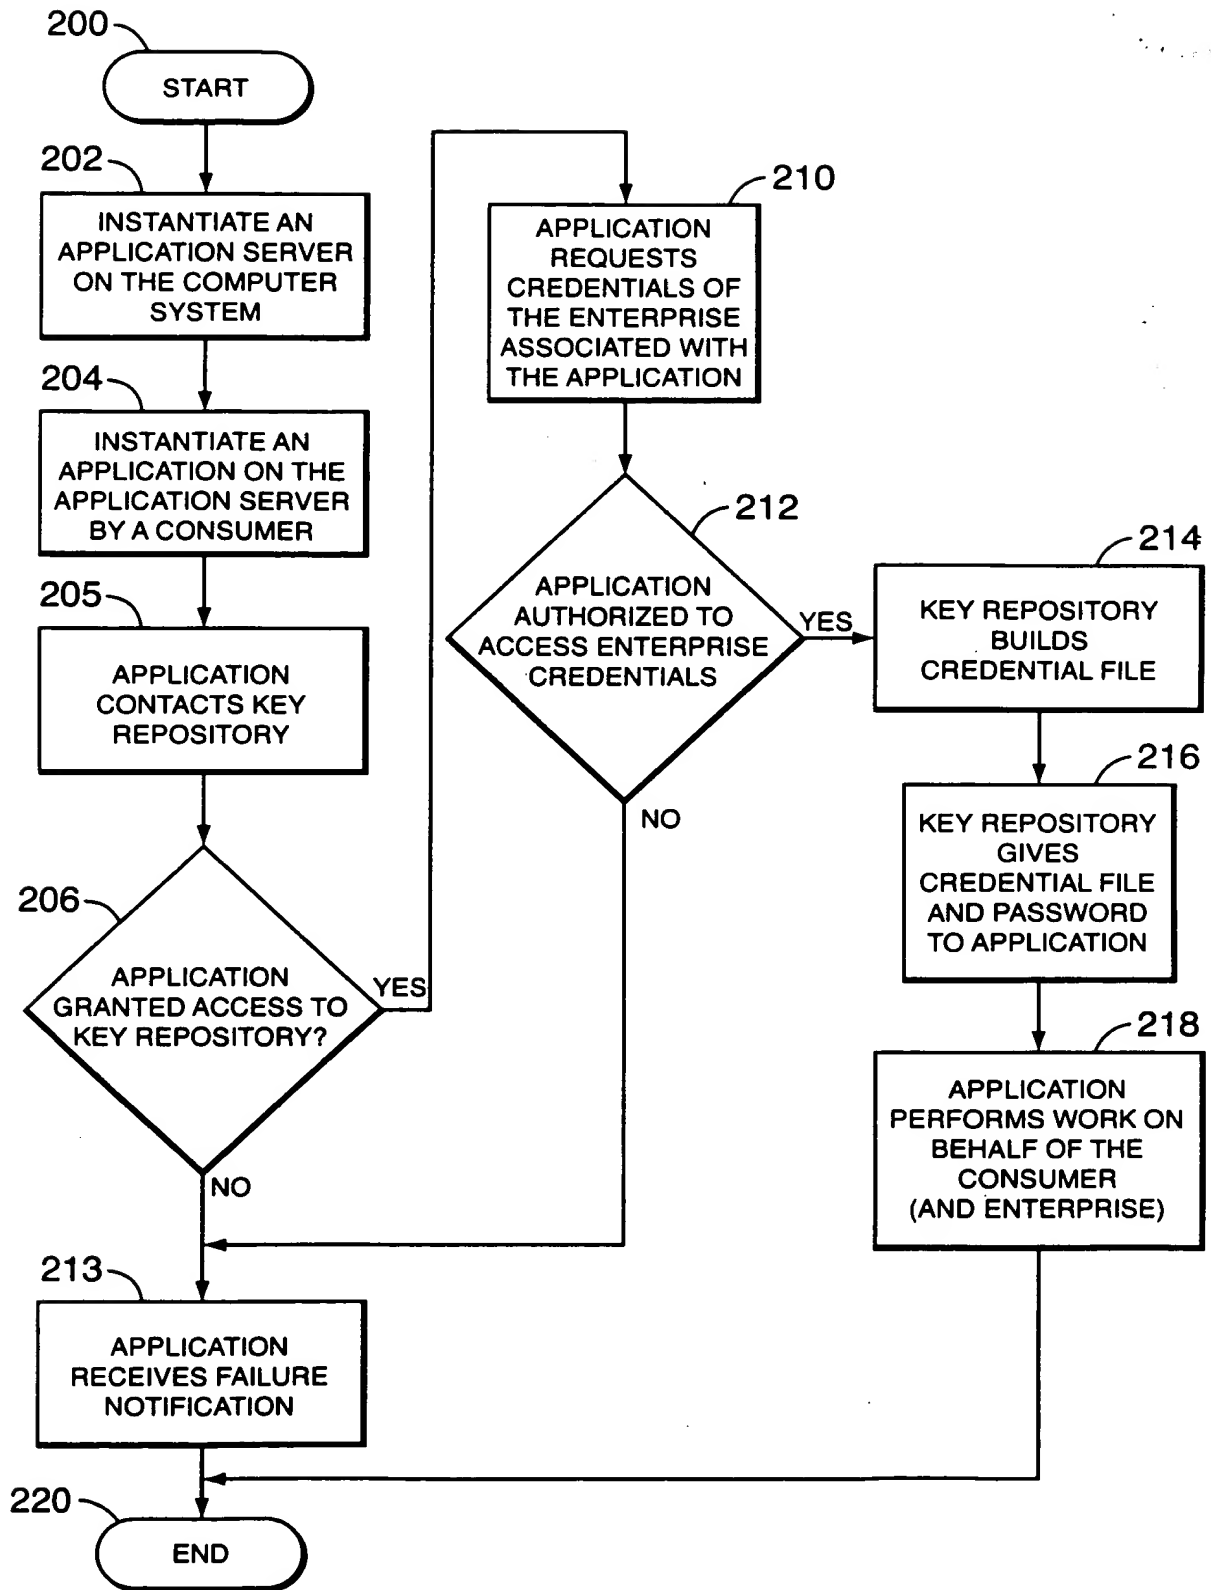 200
START
202
INSTANTIATE AN
APPLICATION SERVER
ON THE COMPUTER
SYSTEM
204
INSTANTIATE AN
APPLICATION ON THE
APPLICATION SERVER
BY A CONSUMER
205
APPLICATION
CONTACTS KEY
REPOSITORY
206
APPLICATION
GRANTED ACCESS TO
KEY REPOSITORY?
YES
NO
210
APPLICATION
REQUESTS
CREDENTIALS OF
THE ENTERPRISE
ASSOCIATED WITH
THE APPLICATION
212
APPLICATION
AUTHORIZED TO
ACCESS ENTERPRISE
CREDENTIALS
YES
NO
214
KEY REPOSITORY
BUILDS
CREDENTIAL FILE
216
KEY REPOSITORY
GIVES
CREDENTIAL FILE
AND PASSWORD
TO APPLICATION
218
APPLICATION
PERFORMS WORK ON
BEHALF OF THE
CONSUMER
(AND ENTERPRISE)
213
APPLICATION
RECEIVES FAILURE
NOTIFICATION
220
END